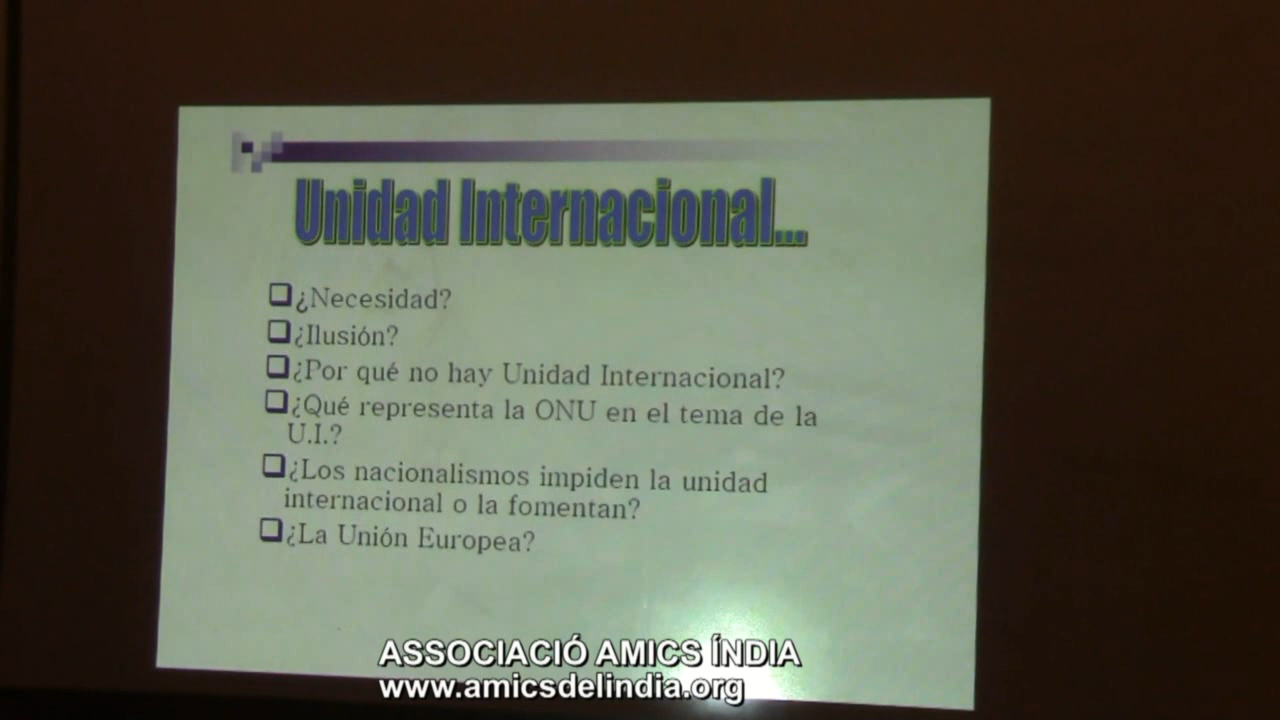 Unidad Internacional...
¿Necesidad?
¿Ilusión?
¿Por qué no hay Unidad Internacional?
¿Qué representa la ONU en el tema de la
U.I.?
¿Los nacionalismos impiden la unidad
internacional o la fomentan?
¿La Unión Europea?
ASSOCIACIÓ AMICS ÍNDIA
www.amicsdelindia.org